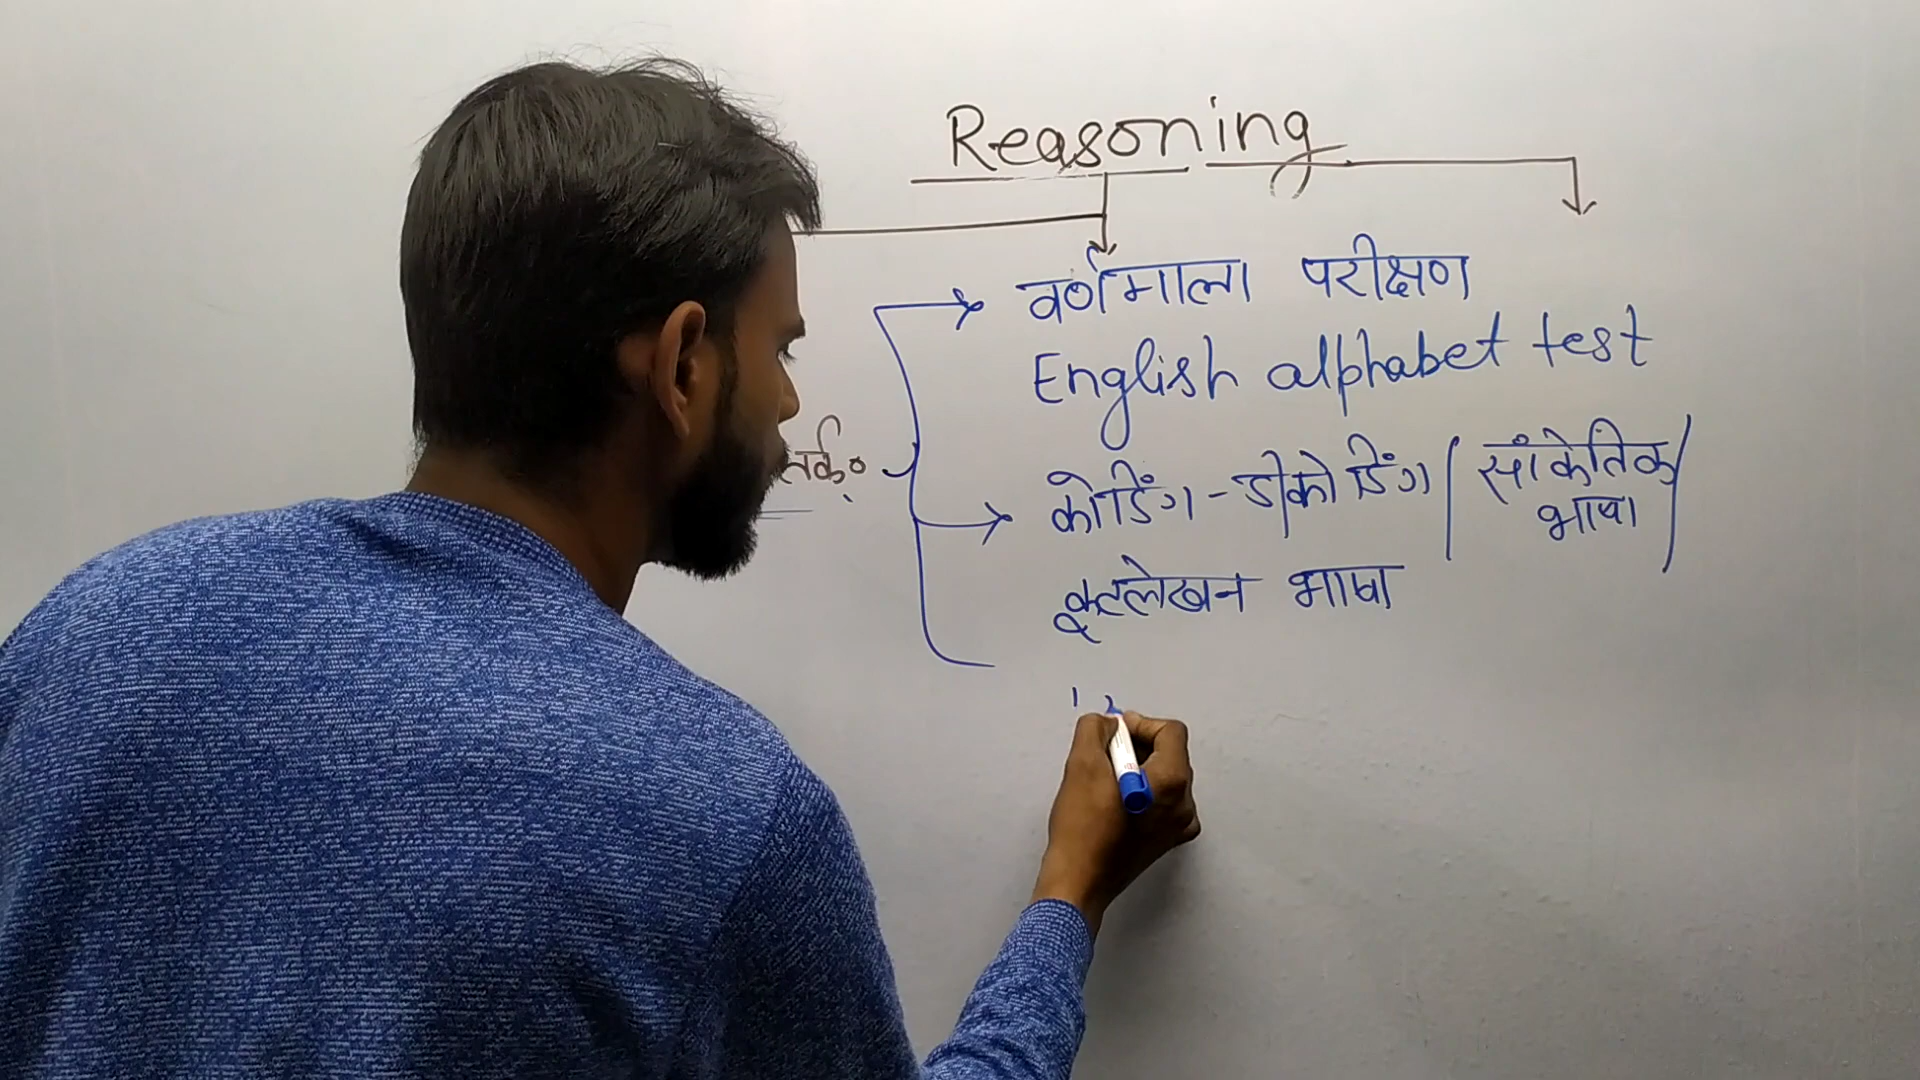 Reasoning
वर्णमाला परीक्षण
English alphabet test
कोडिंग - डीकोडिंग / सांकेतिक भाषा /
कूटलेखन भाषा